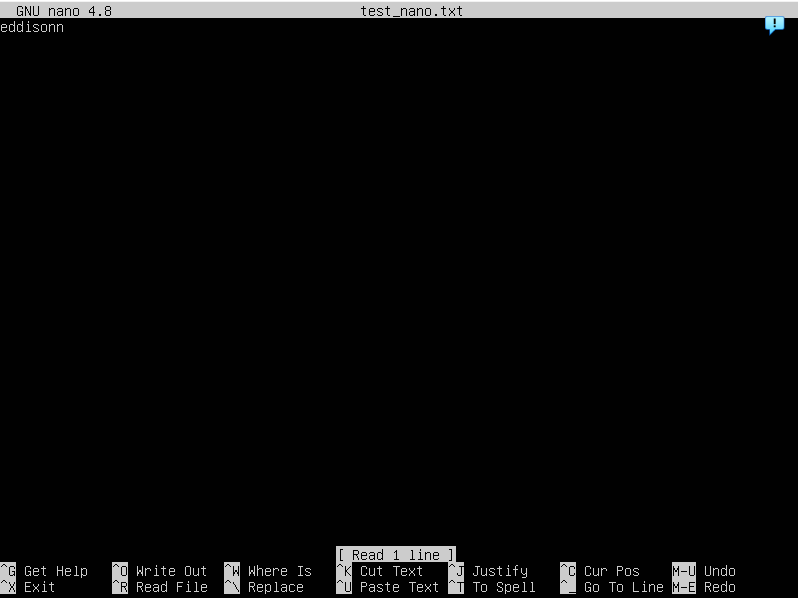 GNU nano 4.8 test_nano.txt
eddisonn
[ Read 1 line ]
^G Get Help ^O Write Out ^W Where Is ^K Cut Text ^J Justify ^C Cur Pos M-U Undo
^X Exit ^R Read File ^\ Replace ^U Paste Text ^T To Spell ^_ Go To Line M-E Redo